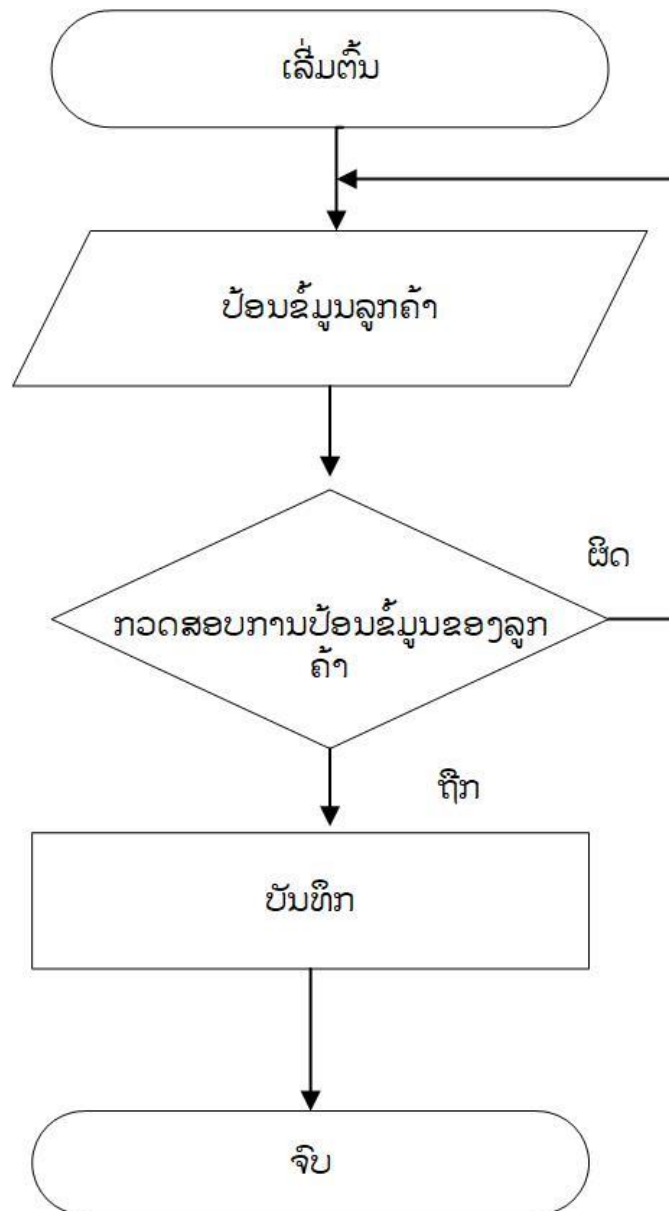 ເລີ່ມຕົ້ນ
ປ້ອນຂໍ້ມູນລູກຄ້າ
ຜິດ
ກວດສອບການປ້ອນຂໍ້ມູນຂອງລູກ
ຄ້າ
ຖືກ
ບັນທຶກ
ຈົບ